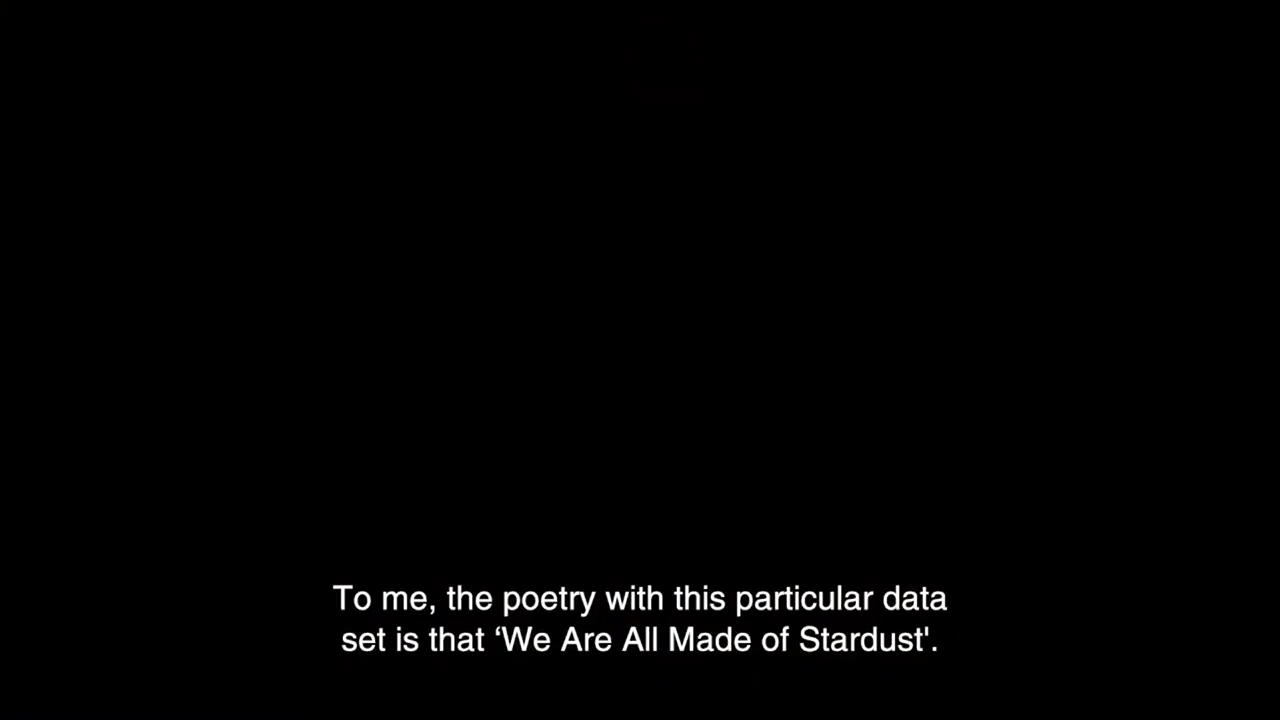 To me, the poetry with this particular data
set is that ‘We Are All Made of Stardust'.